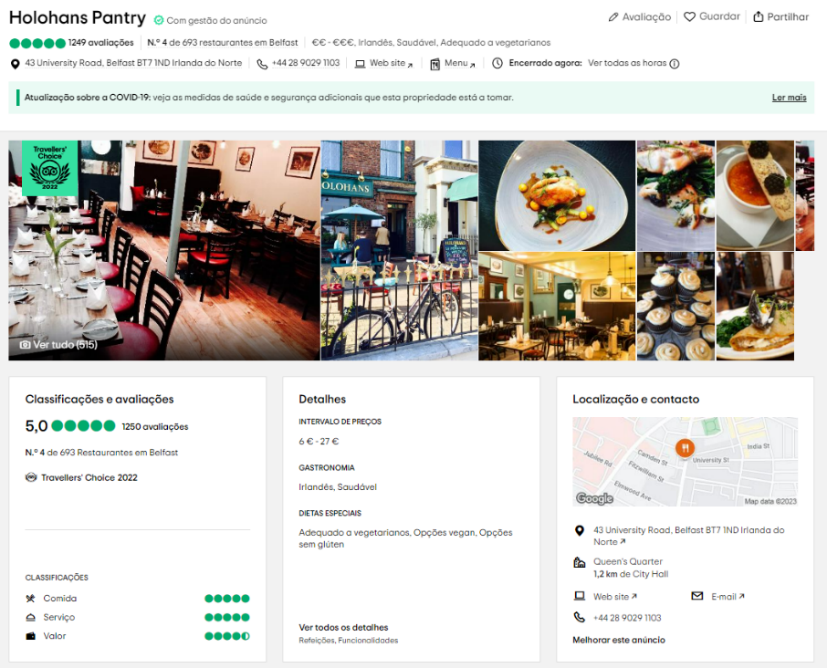 Holohans Pantry Com gestão do anúncio Avaliação Guardar Partilhar
1249 avaliações N.º 4 de 693 restaurantes em Belfast €€ - €€€, Irlandês, Saudável, Adequado a vegetarianos
43 University Road, Belfast BT7 1ND Irlanda do Norte +44 28 9029 1103 Web site Menu Encerrado agora: Ver todas as horas
Atualização sobre a COVID-19: veja as medidas de saúde e segurança adicionais que esta propriedade está a tomar. Ler mais
Travellers'
Choice
2022
OLOHANS
Ver tudo (515)
Classificações e avaliações
5,0 1250 avaliações
N.º 4 de 693 Restaurantes em Belfast
Travellers' Choice 2022
CLASSIFICAÇÕES
Comida
Serviço
Valor
Detalhes
INTERVALO DE PREÇOS
6 € - 27 €
GASTRONOMIA
Irlandês, Saudável
DIETAS ESPECIAIS
Adequado a vegetarianos, Opções vegan, Opções
sem glúten
Ver todos os detalhes
Refeições, Funcionalidades
Localização e contacto
Jubilee Rd
Camden St
Fitzwilliam St
Elmwood Ave
University St
India St
Google
Map data ©2023
43 University Road, Belfast BT7 1ND Irlanda do
Norte
Queen's Quarter
1,2 km de City Hall
Web site E-mail
+44 28 9029 1103
Melhorar este anúncio